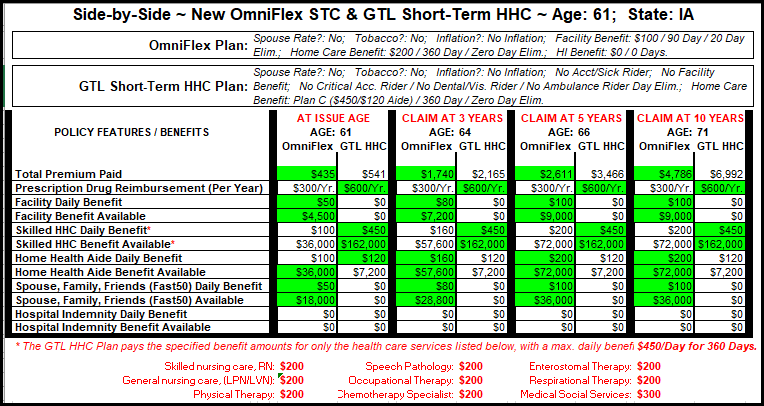 Side-by-Side ~ New OmniFlex STC & GTL Short-Term HHC ~ Age: 61; State: IA
OmniFlex Plan: Spouse Rate?: No; Tobacco?: No; Inflation?: No Inflation; Facility Benefit: $100 / 90 Day / 20 Day
Elim.; Home Care Benefit: $200 / 360 Day / Zero Day Elim.; HI Benefit: $0 / 0 Days.
Spouse Rate?: No; Tobacco?: No; Inflation?: No Inflation; No Acct/Sick Rider; No Facility
GTL Short-Term HHC Plan: Benefit; No Critical Acc. Rider / No Dental/Vis. Rider / No Ambulance Rider Day Elim.; Home Care
Benefit: Plan C ($450/$120 Aide) / 360 Day / Zero Day Elim.
AT ISSUE AGE CLAIM AT 3 YEARS CLAIM AT 5 YEARS CLAIM AT 10 YEARS
POLICY FEATURES / BENEFITS AGE: 61 AGE: 64 AGE: 66 AGE: 71
OmniFlex GTL HHC OmniFlex GTL HHC OmniFlex GTL HHC OmniFlex GTL HHC
Total Premium Paid $435 $541 $1,740 $2,165 $2,611 $3,466 $4,786 $6,992
Prescription Drug Reimbursement (Per Year) $300/Yr. $600/Yr. $300/Yr. $600/Yr. $300/Yr. $600/Yr. $300/Yr. $600/Yr.
Facility Daily Benefit $50 $0 $80 $0 $100 $0 $100 $0
Facility Benefit Available $4,500 $0 $7,200 $0 $9,000 $0 $9,000 $0
Skilled HHC Daily Benefit* $100 $450 $160 $450 $200 $450 $200 $450
Skilled HHC Benefit Available* $36,000 $162,000 $57,600 $162,000 $72,000 $162,000 $72,000 $162,000
Home Health Aide Daily Benefit $100 $120 $160 $120 $200 $120 $200 $120
Home Health Aide Benefit Available $36,000 $7,200 $57,600 $7,200 $72,000 $7,200 $72,000 $7,200
Spouse, Family, Friends (Fast50) Daily Benefit $50 $0 $80 $0 $100 $0 $100 $0
Spouse, Family, Friends (Fast50) Available $18,000 $0 $28,800 $0 $36,000 $0 $36,000 $0
Hospital Indemnity Daily Benefit $0 $0 $0 $0 $0 $0 $0 $0
Hospital Indemnity Benefit Available $0 $0 $0 $0 $0 $0 $0 $0
* The GTL HHC Plan pays the specified benefit amounts for only the health care services listed below, with a max. daily benefi $450/Day for 360 Days.
Skilled nursing care, RN: $200 Speech Pathology: $200 Enterostomal Therapy: $200
General nursing care, (LPN/LVN): $200 Occupational Therapy: $200 Respirational Therapy: $200
Physical Therapy: $200 Chemotherapy Specialist: $200 Medical Social Services: $300